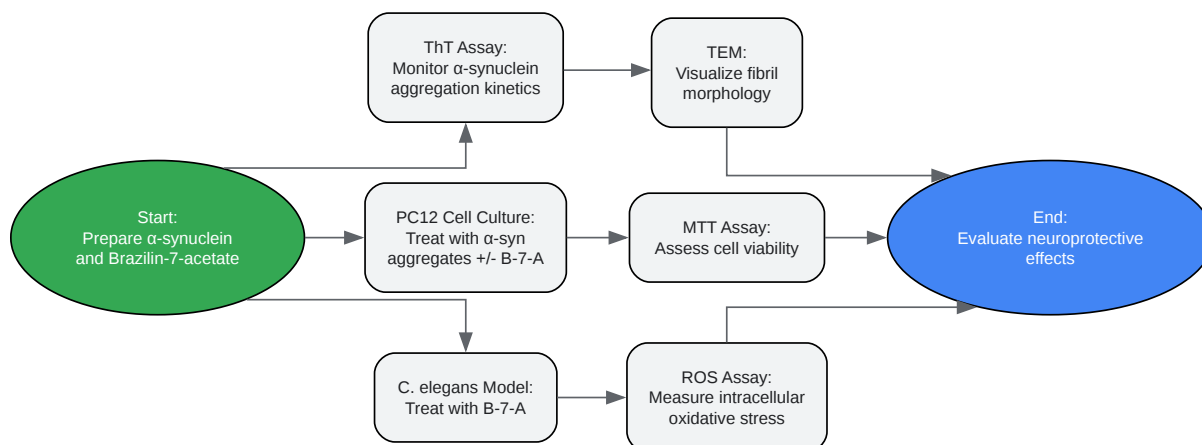 ThT Assay:
Monitor α-synuclein
aggregation kinetics
TEM:
Visualize fibril
morphology
Start:
Prepare α-synuclein
and Brazilin-7-acetate
PC12 Cell Culture:
Treat with α-syn
aggregates +/- B-7-A
MTT Assay:
Assess cell viability
End:
Evaluate neuroprotective
effects
C. elegans Model:
Treat with B-7-A
ROS Assay:
Measure intracellular
oxidative stress